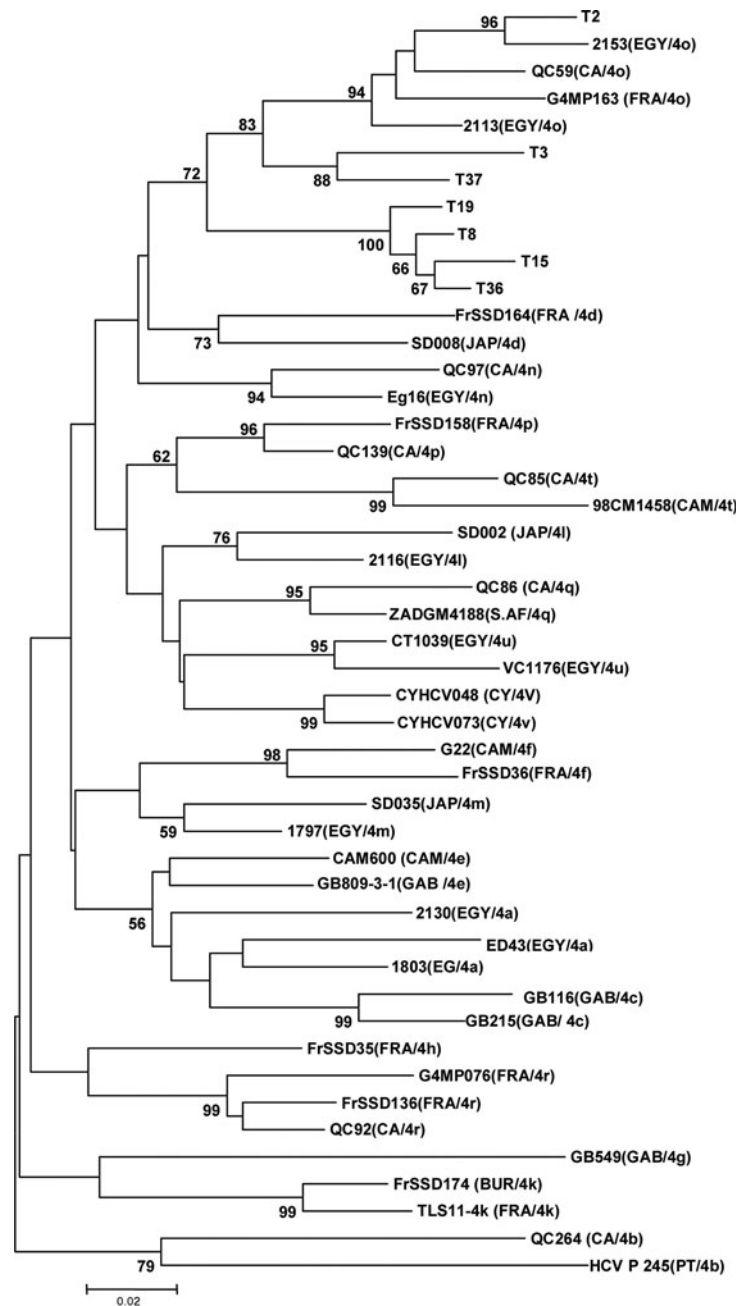 96
T2
2153(EGY/4o)
QC59(CA/4o)
94
G4MP163 (FRA/4o)
2113(EGY/4o)
83
T3
88
T37
72
T19
100
T8
66
T15
67
T36
FrSSD164(FRA /4d)
73
SD008(JAP/4d)
QC97(CA/4n)
94
Eg16(EGY/4n)
96
FrSSD158(FRA/4p)
QC139(CA/4p)
62
QC85(CA/4t)
99
98CM1458(CAM/4t)
76
SD002 (JAP/4l)
2116(EGY/4l)
95
QC86 (CA/4q)
ZADGM4188(S.AF/4q)
95
CT1039(EGY/4u)
VC1176(EGY/4u)
CYHCV048 (CY/4V)
99
CYHCV073(CY/4v)
98
G22(CAM/4f)
FrSSD36(FRA/4f)
SD035(JAP/4m)
59
1797(EGY/4m)
CAM600 (CAM/4e)
GB809-3-1(GAB /4e)
56
2130(EGY/4a)
ED43(EGY/4a)
1803(EG/4a)
GB116(GAB/4c)
99
GB215(GAB/ 4c)
FrSSD35(FRA/4h)
G4MP076(FRA/4r)
99
FrSSD136(FRA/4r)
QC92(CA/4r)
GB549(GAB/4g)
FrSSD174 (BUR/4k)
99
TLS11-4k (FRA/4k)
QC264 (CA/4b)
79
HCV P 245(PT/4b)
0.02